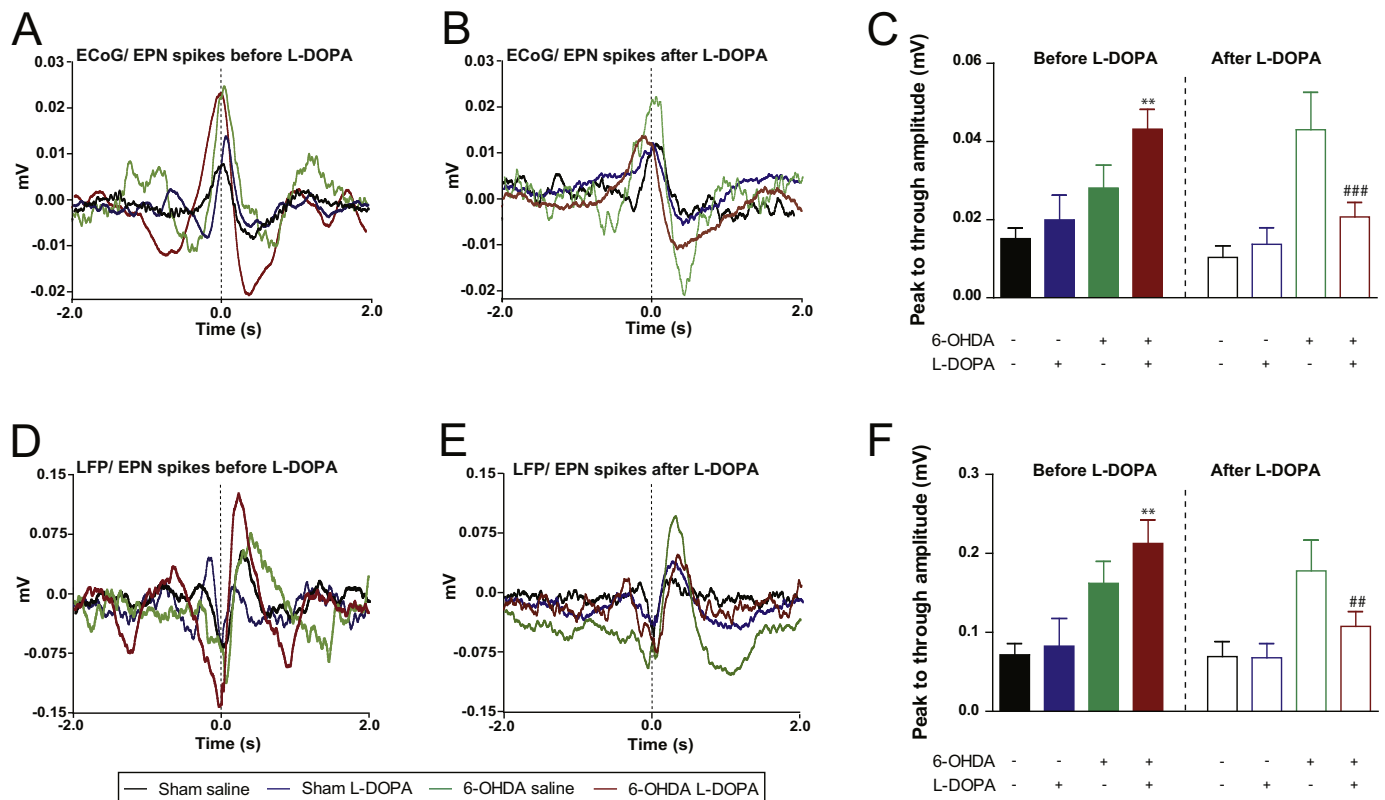 A
ECoG/ EPN spikes before L-DOPA
0.03
0.02
0.01
0.00
-0.01
-0.02
mV
-2.0
0.0
2.0
Time (s)
B
ECoG/ EPN spikes after L-DOPA
0.03
0.02
0.01
0.00
-0.01
-0.02
mV
-2.0
0.0
2.0
Time (s)
C
Peak to through amplitude (mV)
Before L-DOPA
After L-DOPA
0.06
0.04
0.02
0.00
**
###
6-OHDA - - + + - - + +
L-DOPA - + - + - + - +
D
LFP/ EPN spikes before L-DOPA
0.15
0.075
0.0
-0.075
-0.15
mV
-2.0
0.0
2.0
Time (s)
E
LFP/ EPN spikes after L-DOPA
0.15
0.075
0.0
-0.075
-0.15
mV
-2.0
0.0
2.0
Time (s)
F
Peak to through amplitude (mV)
Before L-DOPA
After L-DOPA
0.3
0.2
0.1
0.0
**
##
6-OHDA - - + + - - + +
L-DOPA - + - + - + - +
Sham saline
Sham L-DOPA
6-OHDA saline
6-OHDA L-DOPA